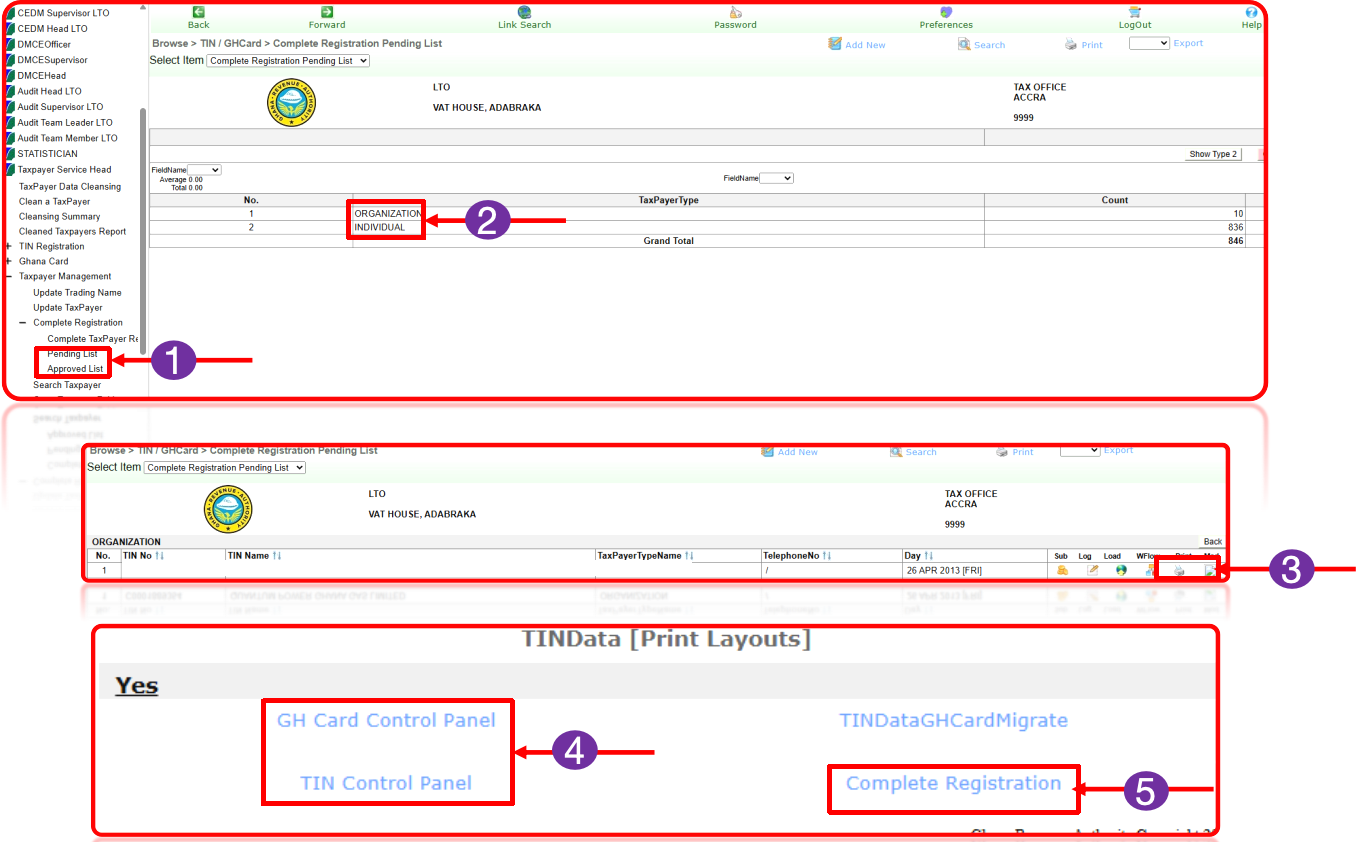 CEDM Supervisor LTO
CEDM Head LTO
DMCEOfficer
DMCESupervisor
DMCEHead
Audit Head LTO
Audit Supervisor LTO
Audit Team Leader LTO
Audit Team Member LTO
STATISTICIAN
Taxpayer Service Head
TaxPayer Data Cleansing
Clean a TaxPayer
Cleansing Summary
Cleaned Taxpayers Report
+ TIN Registration
+ Ghana Card
− Taxpayer Management
Update Trading Name
Update TaxPayer
− Complete Registration
Complete TaxPayer Re
Pending List
Approved List
Search Taxpayer
1
Back Forward Link Search Password Preferences LogOut Help
Browse > TIN / GHCard > Complete Registration Pending List Add New Search Print Export
Select Item Complete Registration Pending List
GHANA REVENUE AUTHORITY
LTO TAX OFFICE
ACCRA
VAT HOUSE, ADABRAKA
9999
Show Type 2
FieldName FieldName
Average 0.00
Total 0.00
No. TaxPayerType Count
1 ORGANIZATION 10
2 INDIVIDUAL 836
Grand Total 846
2
Browse > TIN / GHCard > Complete Registration Pending List Add New Search Print Export
Select Item Complete Registration Pending List
GHANA REVENUE AUTHORITY
LTO TAX OFFICE
ACCRA
VAT HOUSE, ADABRAKA
9999
ORGANIZATION Back
No. TIN No ↑↓ TIN Name ↑↓ TaxPayerTypeName ↑↓ TelephoneNo ↑↓ Day ↑↓ Sub Log Load WFlow Print
1 / 26 APR 2013 [FRI]
3
TINData [Print Layouts]
Yes
GH Card Control Panel TINDataGHCardMigrate
4
TIN Control Panel Complete Registration
5